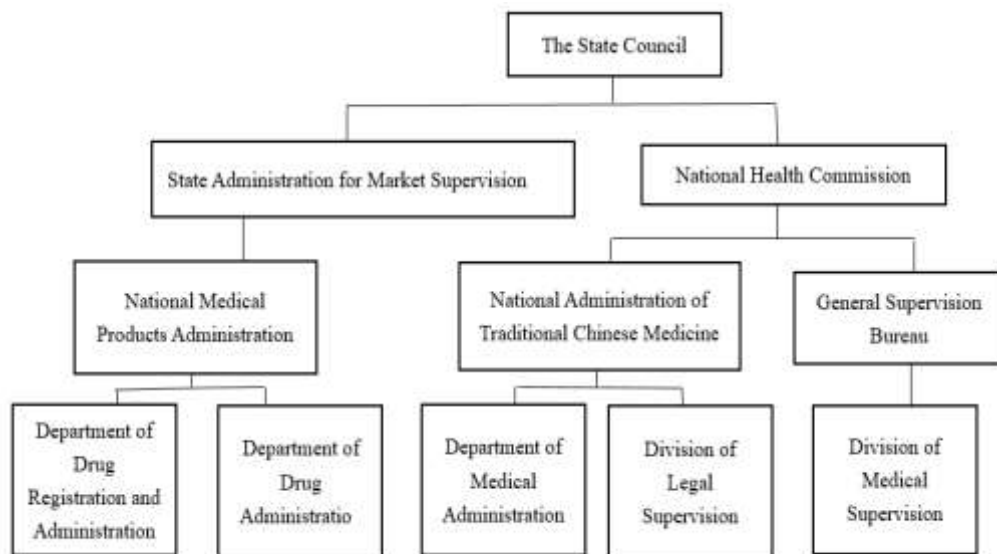 The State Council
State Administration for Market Supervision
National Health Commission
National Medical
Products Administration
National Administration of
Traditional Chinese Medicine
General Supervision
Bureau
Department of
Drug
Registration and
Administration
Department of
Drug
Administratio
Department of
Medical
Administration
Division of
Legal
Supervision
Division of
Medical
Supervision